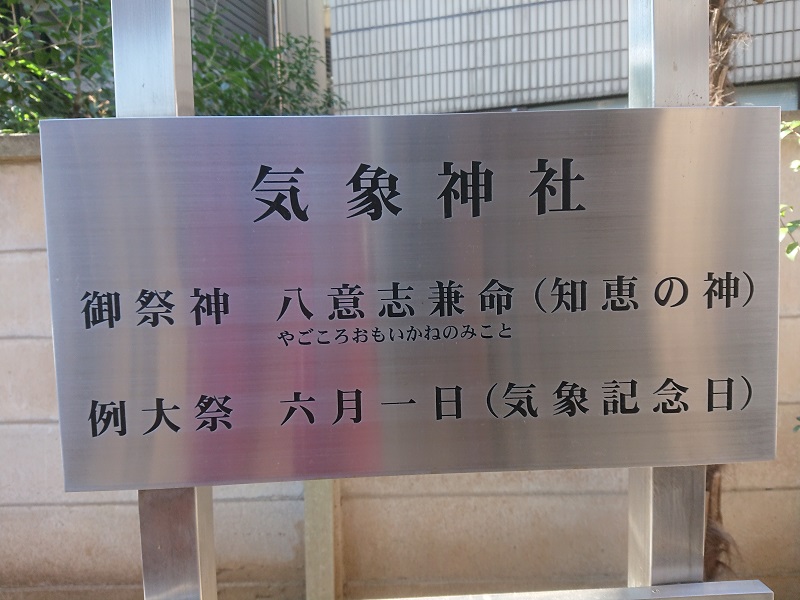 気象神社
御祭神 八意志兼命(知恵の神)
やごころおもいかねのみこと
例大祭 六月一日(気象記念日)